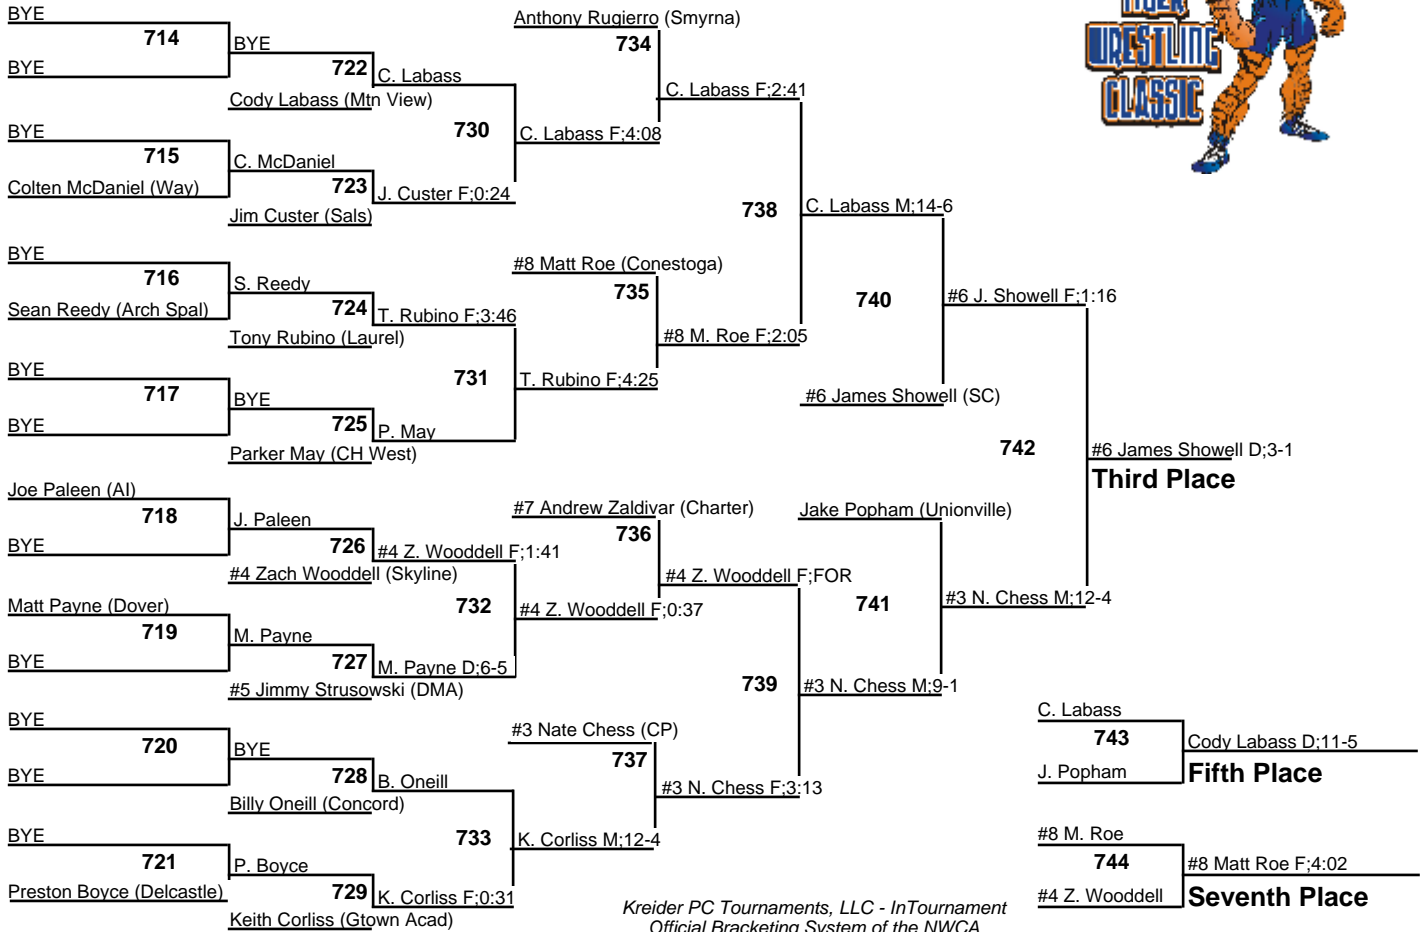 BYE
714
BYE
BYE
722
C. Labass
Cody Labass (Mtn View)
BYE
715
Colten McDaniel (Way)
C. McDaniel
723
J. Custer F;0:24
Jim Custer (Sals)
730
C. Labass F;4:08
Anthony Rugierro (Smyrna)
734
C. Labass F;2:41
BYE
716
Sean Reedy (Arch Spal)
S. Reedy
724
T. Rubino F;3:46
Tony Rubino (Laurel)
BYE
717
BYE
BYE
725
P. May
Parker May (CH West)
731
T. Rubino F;4:25
#8 Matt Roe (Conestoga)
735
#8 M. Roe F;2:05
738
C. Labass M;14-6
740
#6 James Showell (SC)
#6 J. Showell F;1:16
Joe Paleen (AI)
718
BYE
J. Paleen
726
#4 Z. Wooddell F;1:41
#4 Zach Wooddell (Skyline)
Matt Payne (Dover)
719
BYE
M. Payne
727
M. Payne D;6-5
#5 Jimmy Strusowski (DMA)
732
#4 Z. Wooddell F;0:37
#7 Andrew Zaldivar (Charter)
736
#4 Z. Wooddell F;FOR
BYE
720
BYE
BYE
728
B. Oneill
Billy Oneill (Concord)
BYE
721
Preston Boyce (Delcastle)
P. Boyce
729
K. Corliss F;0:31
Keith Corliss (Gtown Acad)
733
K. Corliss M;12-4
#3 Nate Chess (CP)
737
#3 N. Chess F;3:13
739
#3 N. Chess M;9-1
Jake Popham (Unionville)
741
#3 N. Chess M;12-4
742
#6 James Showell D;3-1
Third Place
C. Labass
743
J. Popham
Cody Labass D;11-5
Fifth Place
#8 M. Roe
744
#4 Z. Wooddell
#8 Matt Roe F;4:02
Seventh Place
TIGER
WRESTLING
CLASSIC
Kreider PC Tournaments, LLC - InTournament
Official Bracketing System of the NWCA